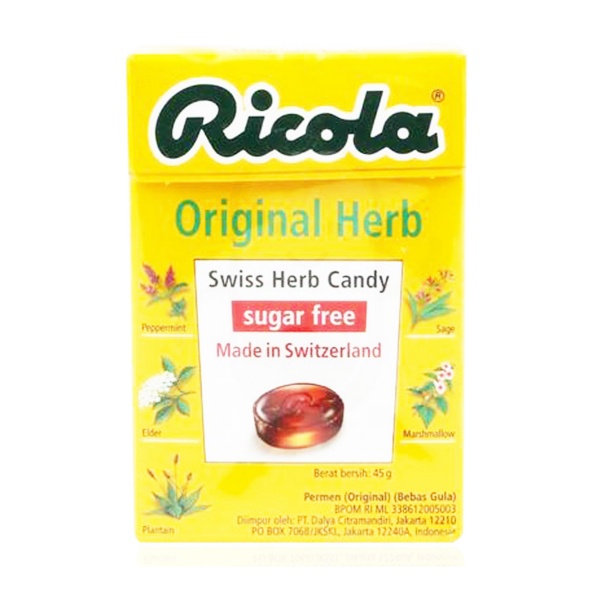 Ricola®
Original Herb
Swiss Herb Candy
sugar free
Made in Switzerland
Peppermint
Sage
Elder
Marshmallow
Plantain
Berat bersih: 45 g
Permen (Original) (Bebas Gula)
BPOM RI ML 338612005003
Diimpur oleh: PT. Dalya Citramandiri, Jakarta 12210
PO BOX 7068/JKSKL, Jakarta 12240A, Indonesia